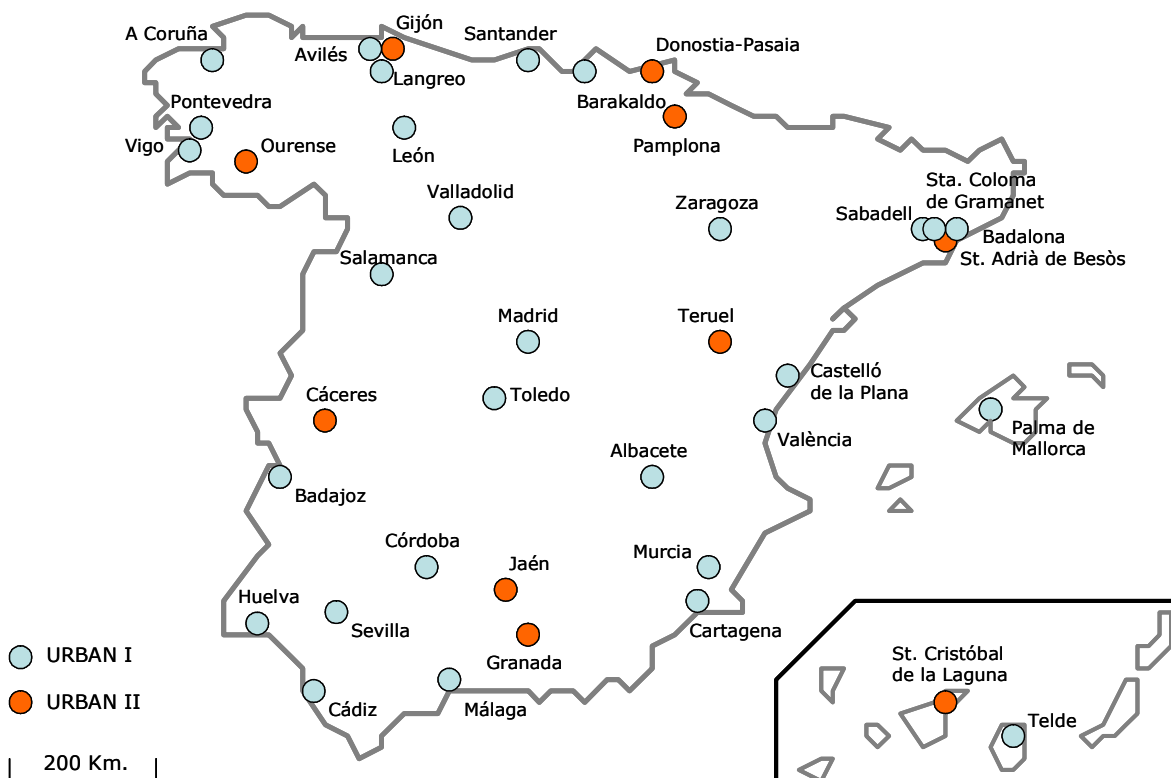 Gijón
A Coruña
Avilés
Santander
Donostia-Pasaia
Langreo
Barakaldo
Pontevedra
Vigo
Ourense
León
Pamplona
Valladolid
Zaragoza
Sta. Coloma
de Gramanet
Sabadell
Badalona
St. Adrià de Besòs
Salamanca
Madrid
Teruel
Castelló
de la Plana
Cáceres
Toledo
València
Palma de
Mallorca
Albacete
Badajoz
Córdoba
Murcia
Jaén
Huelva
Sevilla
Cartagena
Granada
URBAN I
St. Cristóbal
de la Laguna
URBAN II
Cádiz
Málaga
Telde
200 Km.